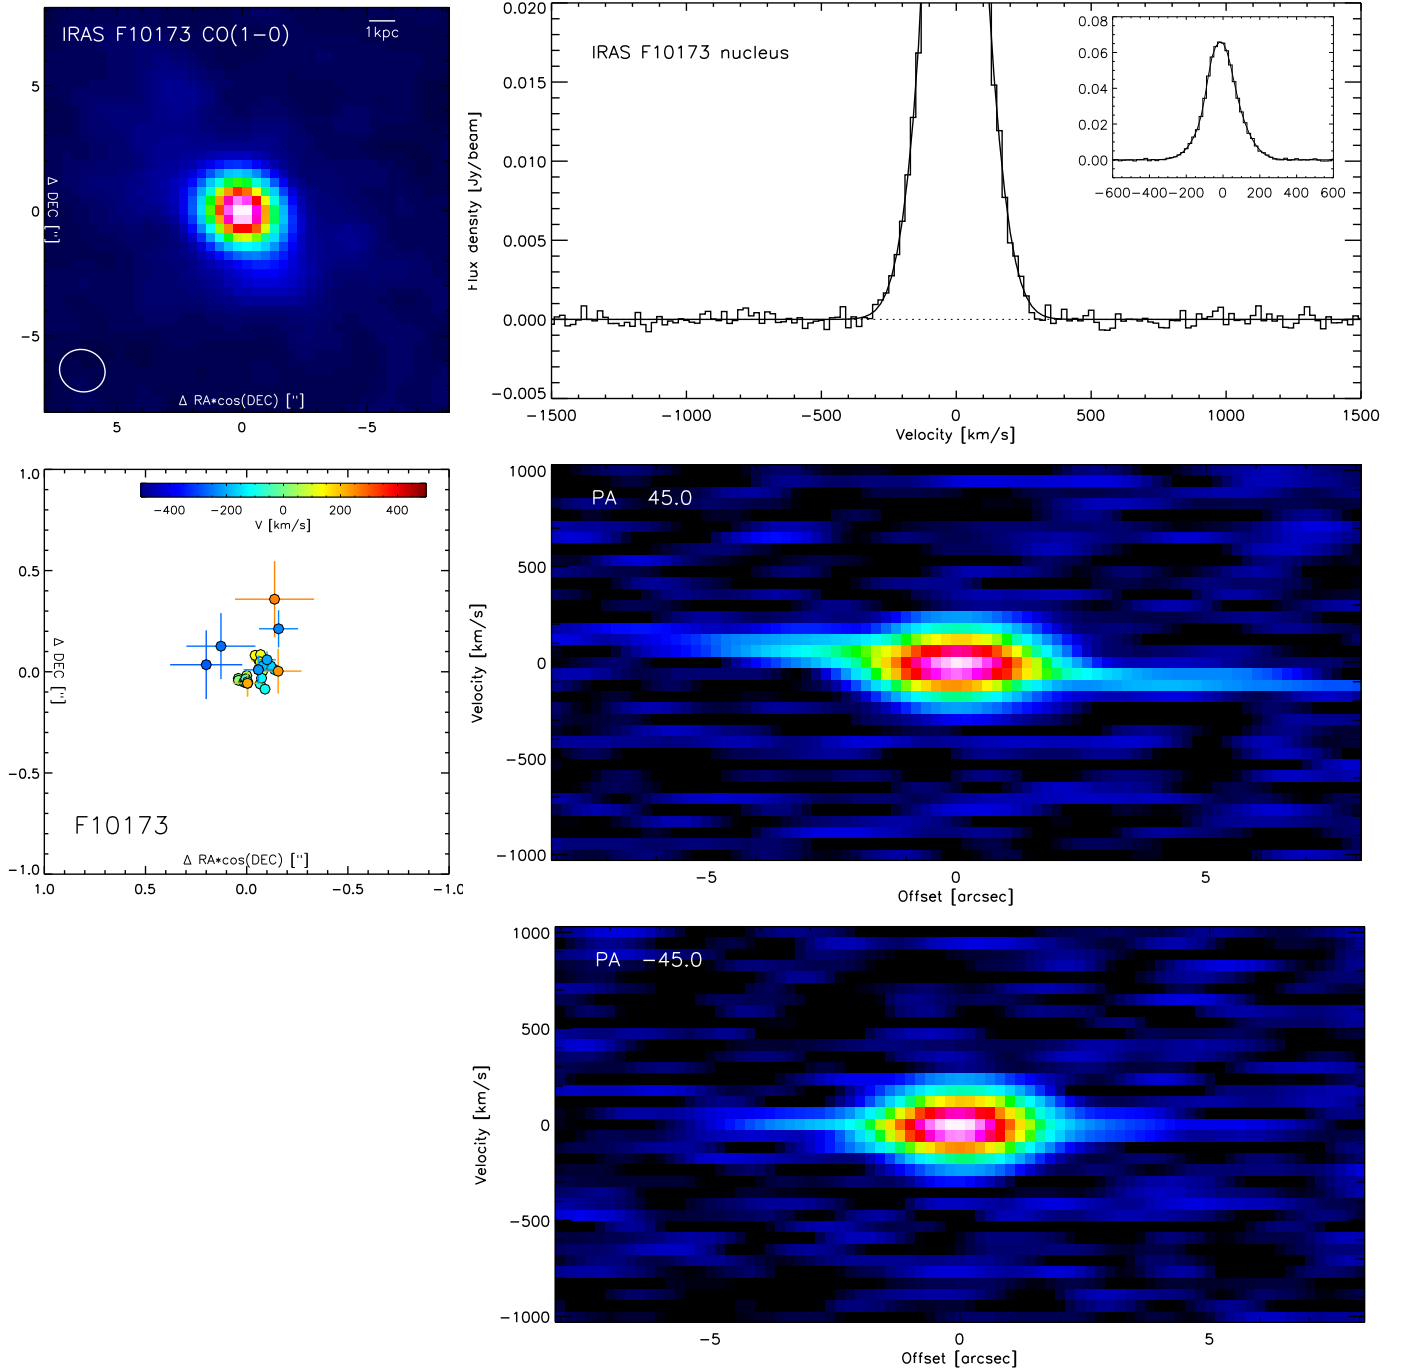 IRAS F10173 CO(1-0)
1kpc
5
0
-5
Δ DEC ["]
Δ RA*cos(DEC) ["]
5 0 -5
IRAS F10173 nucleus
0.020
0.015
0.010
0.005
0.000
-0.005
Flux density [Jy/beam]
-1500 -1000 -500 0 500 1000 1500
Velocity [km/s]
0.08
0.06
0.04
0.02
0.00
-600 -400 -200 0 200 400 600
1.0
0.5
0.0
-0.5
-1.0
Δ DEC ["]
-400 -200 0 200 400
V [km/s]
F10173
Δ RA*cos(DEC) ["]
1.0 0.5 0.0 -0.5 -1.0
PA 45.0
1000
500
0
-500
-1000
Velocity [km/s]
-5 0 5
Offset [arcsec]
PA -45.0
1000
500
0
-500
-1000
Velocity [km/s]
-5 0 5
Offset [arcsec]